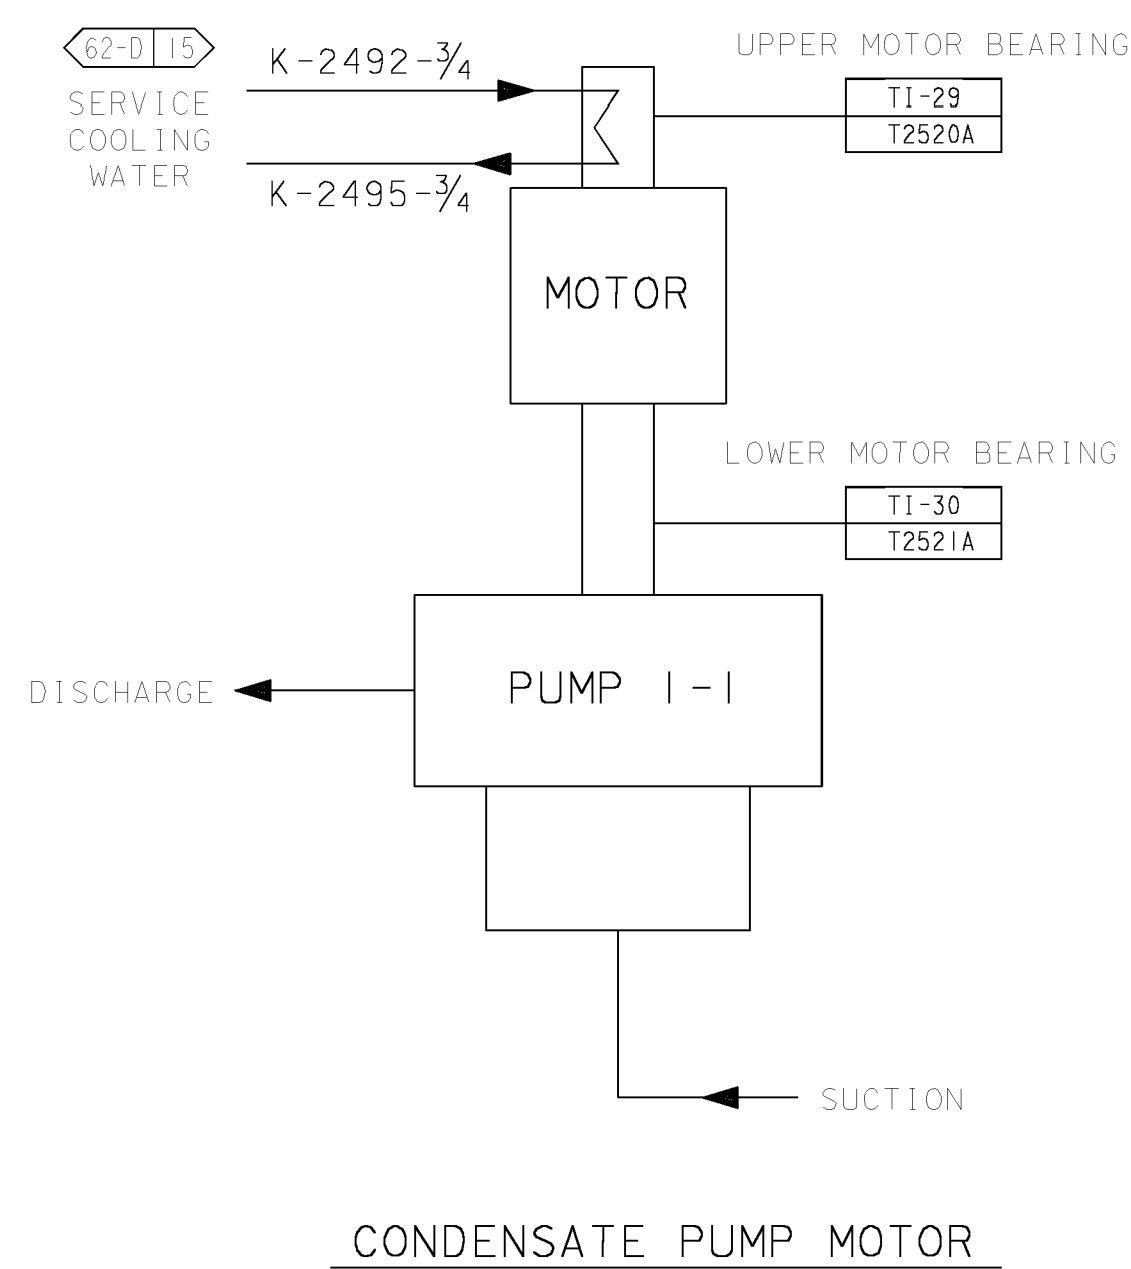 62-D 15
K-2492-3/4
UPPER MOTOR BEARING
SERVICE
COOLING
WATER
TI-29
T2520A
K-2495-3/4
MOTOR
LOWER MOTOR BEARING
TI-30
T2521A
DISCHARGE
PUMP 1-1
SUCTION
CONDENSATE PUMP MOTOR